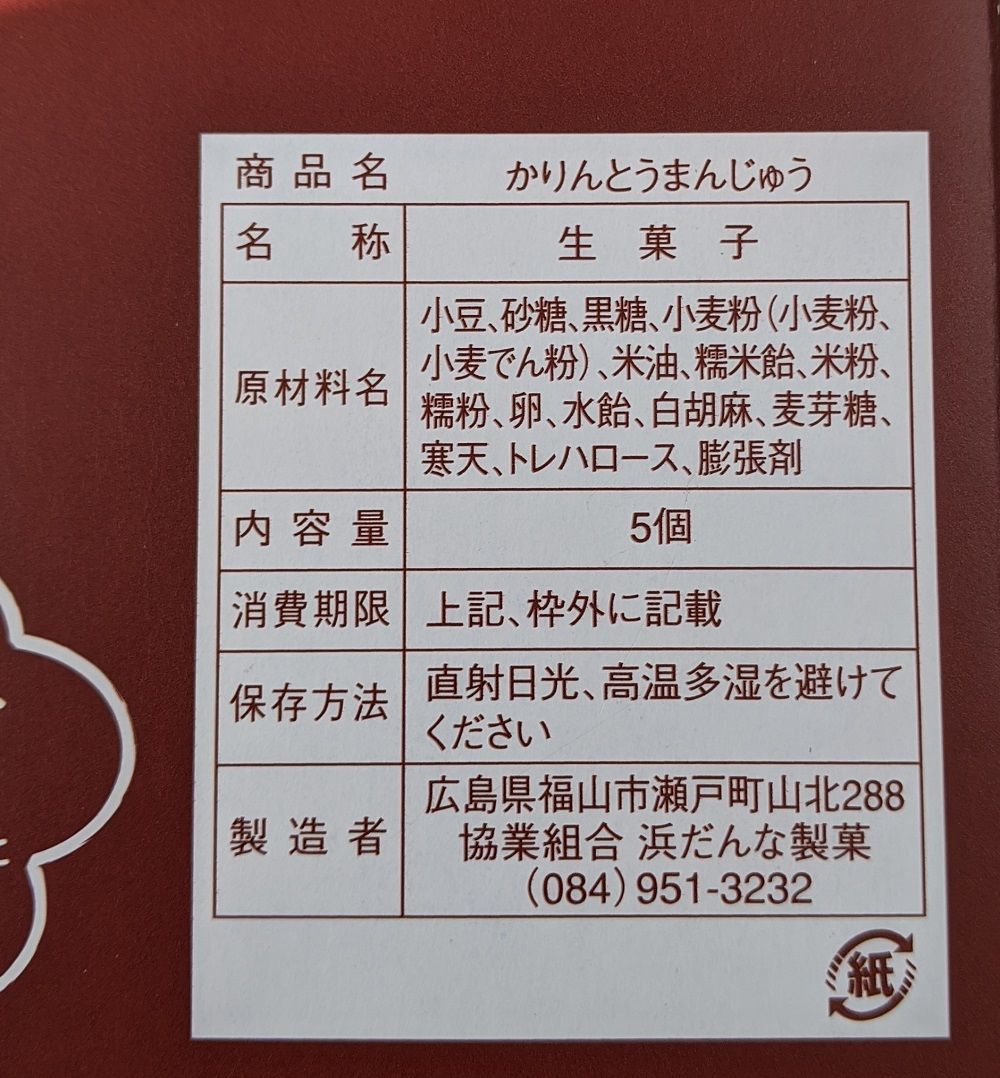 商品名 かりんとうまんじゅう
名称 生菓子
原材料名 小豆、砂糖、黒糖、小麦粉(小麦粉、
小麦でん粉)、米油、糯米飴、米粉、
糯粉、卵、水飴、白胡麻、麦芽糖、
寒天、トレハロース、膨張剤
内容量 5個
消費期限 上記、枠外に記載
保存方法 直射日光、高温多湿を避けて
ください
製造者 広島県福山市瀬戸町山北288
協業組合 浜だんな製菓
(084)951-3232
紙